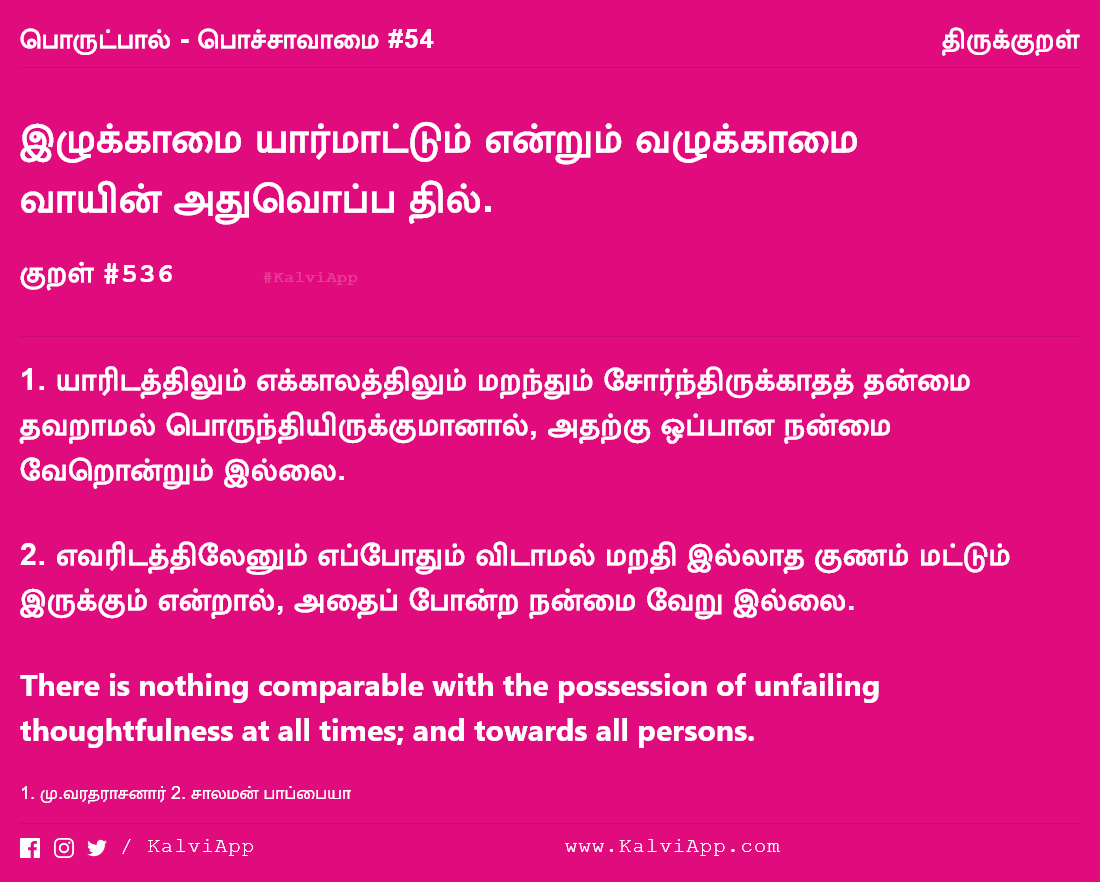 பொருட்பால் - பொச்சாவாமை #54
திருக்குறள்
இழுக்காமை யார்மாட்டும் என்றும் வழுக்காமை
வாயின் அதுவொப்ப தில்.
குறள் #536
#KalviApp
1. யாரிடத்திலும் எக்காலத்திலும் மறந்தும் சோர்ந்திருக்காதத் தன்மை
தவறாமல் பொருந்தியிருக்குமானால், அதற்கு ஒப்பான நன்மை
வேறொன்றும் இல்லை.
2. எவரிடத்திலேனும் எப்போதும் விடாமல் மறதி இல்லாத குணம் மட்டும்
இருக்கும் என்றால், அதைப் போன்ற நன்மை வேறு இல்லை.
There is nothing comparable with the possession of unfailing
thoughtfulness at all times; and towards all persons.
1. மு.வரதராசனார் 2. சாலமன் பாப்பையா
/ KalviApp
www.KalviApp.com